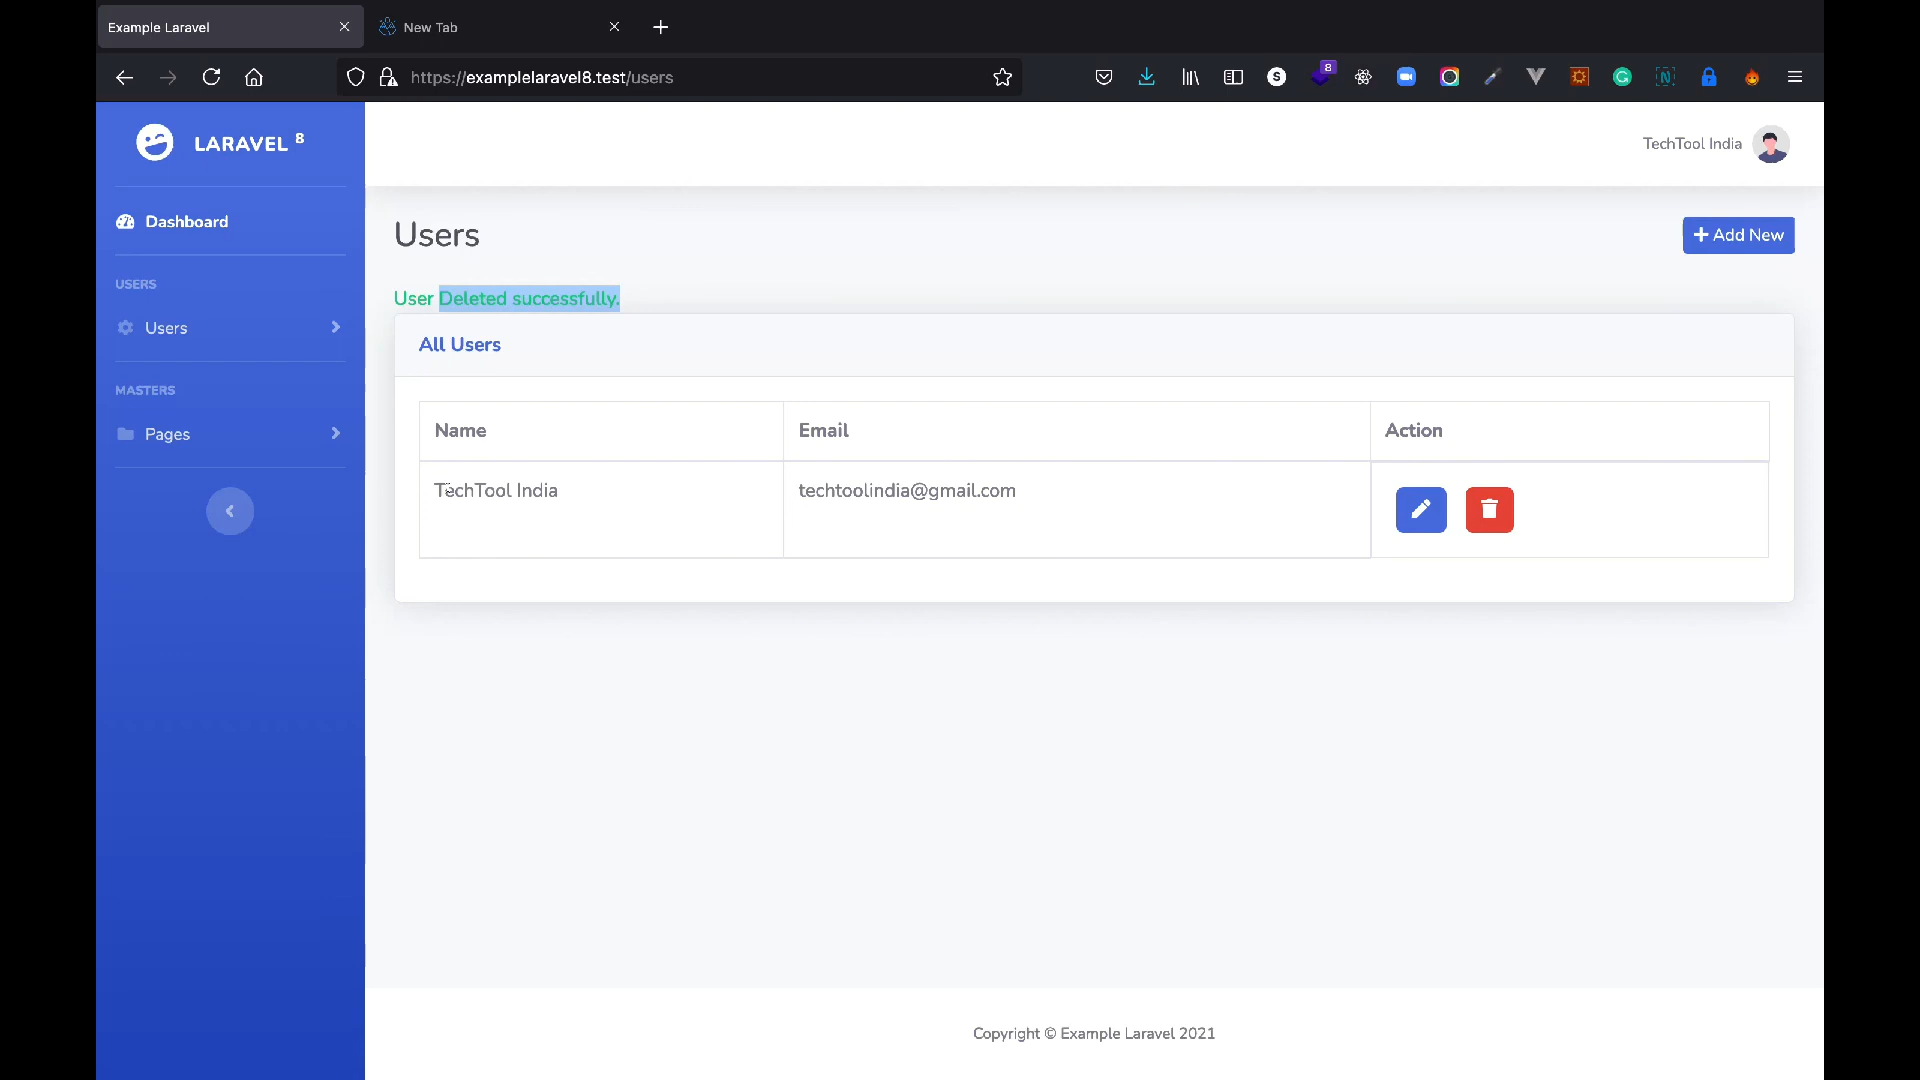 Example Laravel
New Tab
https://examplelaravel8.test/users
S
8
N
LARAVEL 8
TechTool India
Dashboard
Users
Add New
USERS
User Deleted successfully.
Users
All Users
MASTERS
Pages
Name
Email
Action
TechTool India
techtoolindia@gmail.com
Copyright © Example Laravel 2021